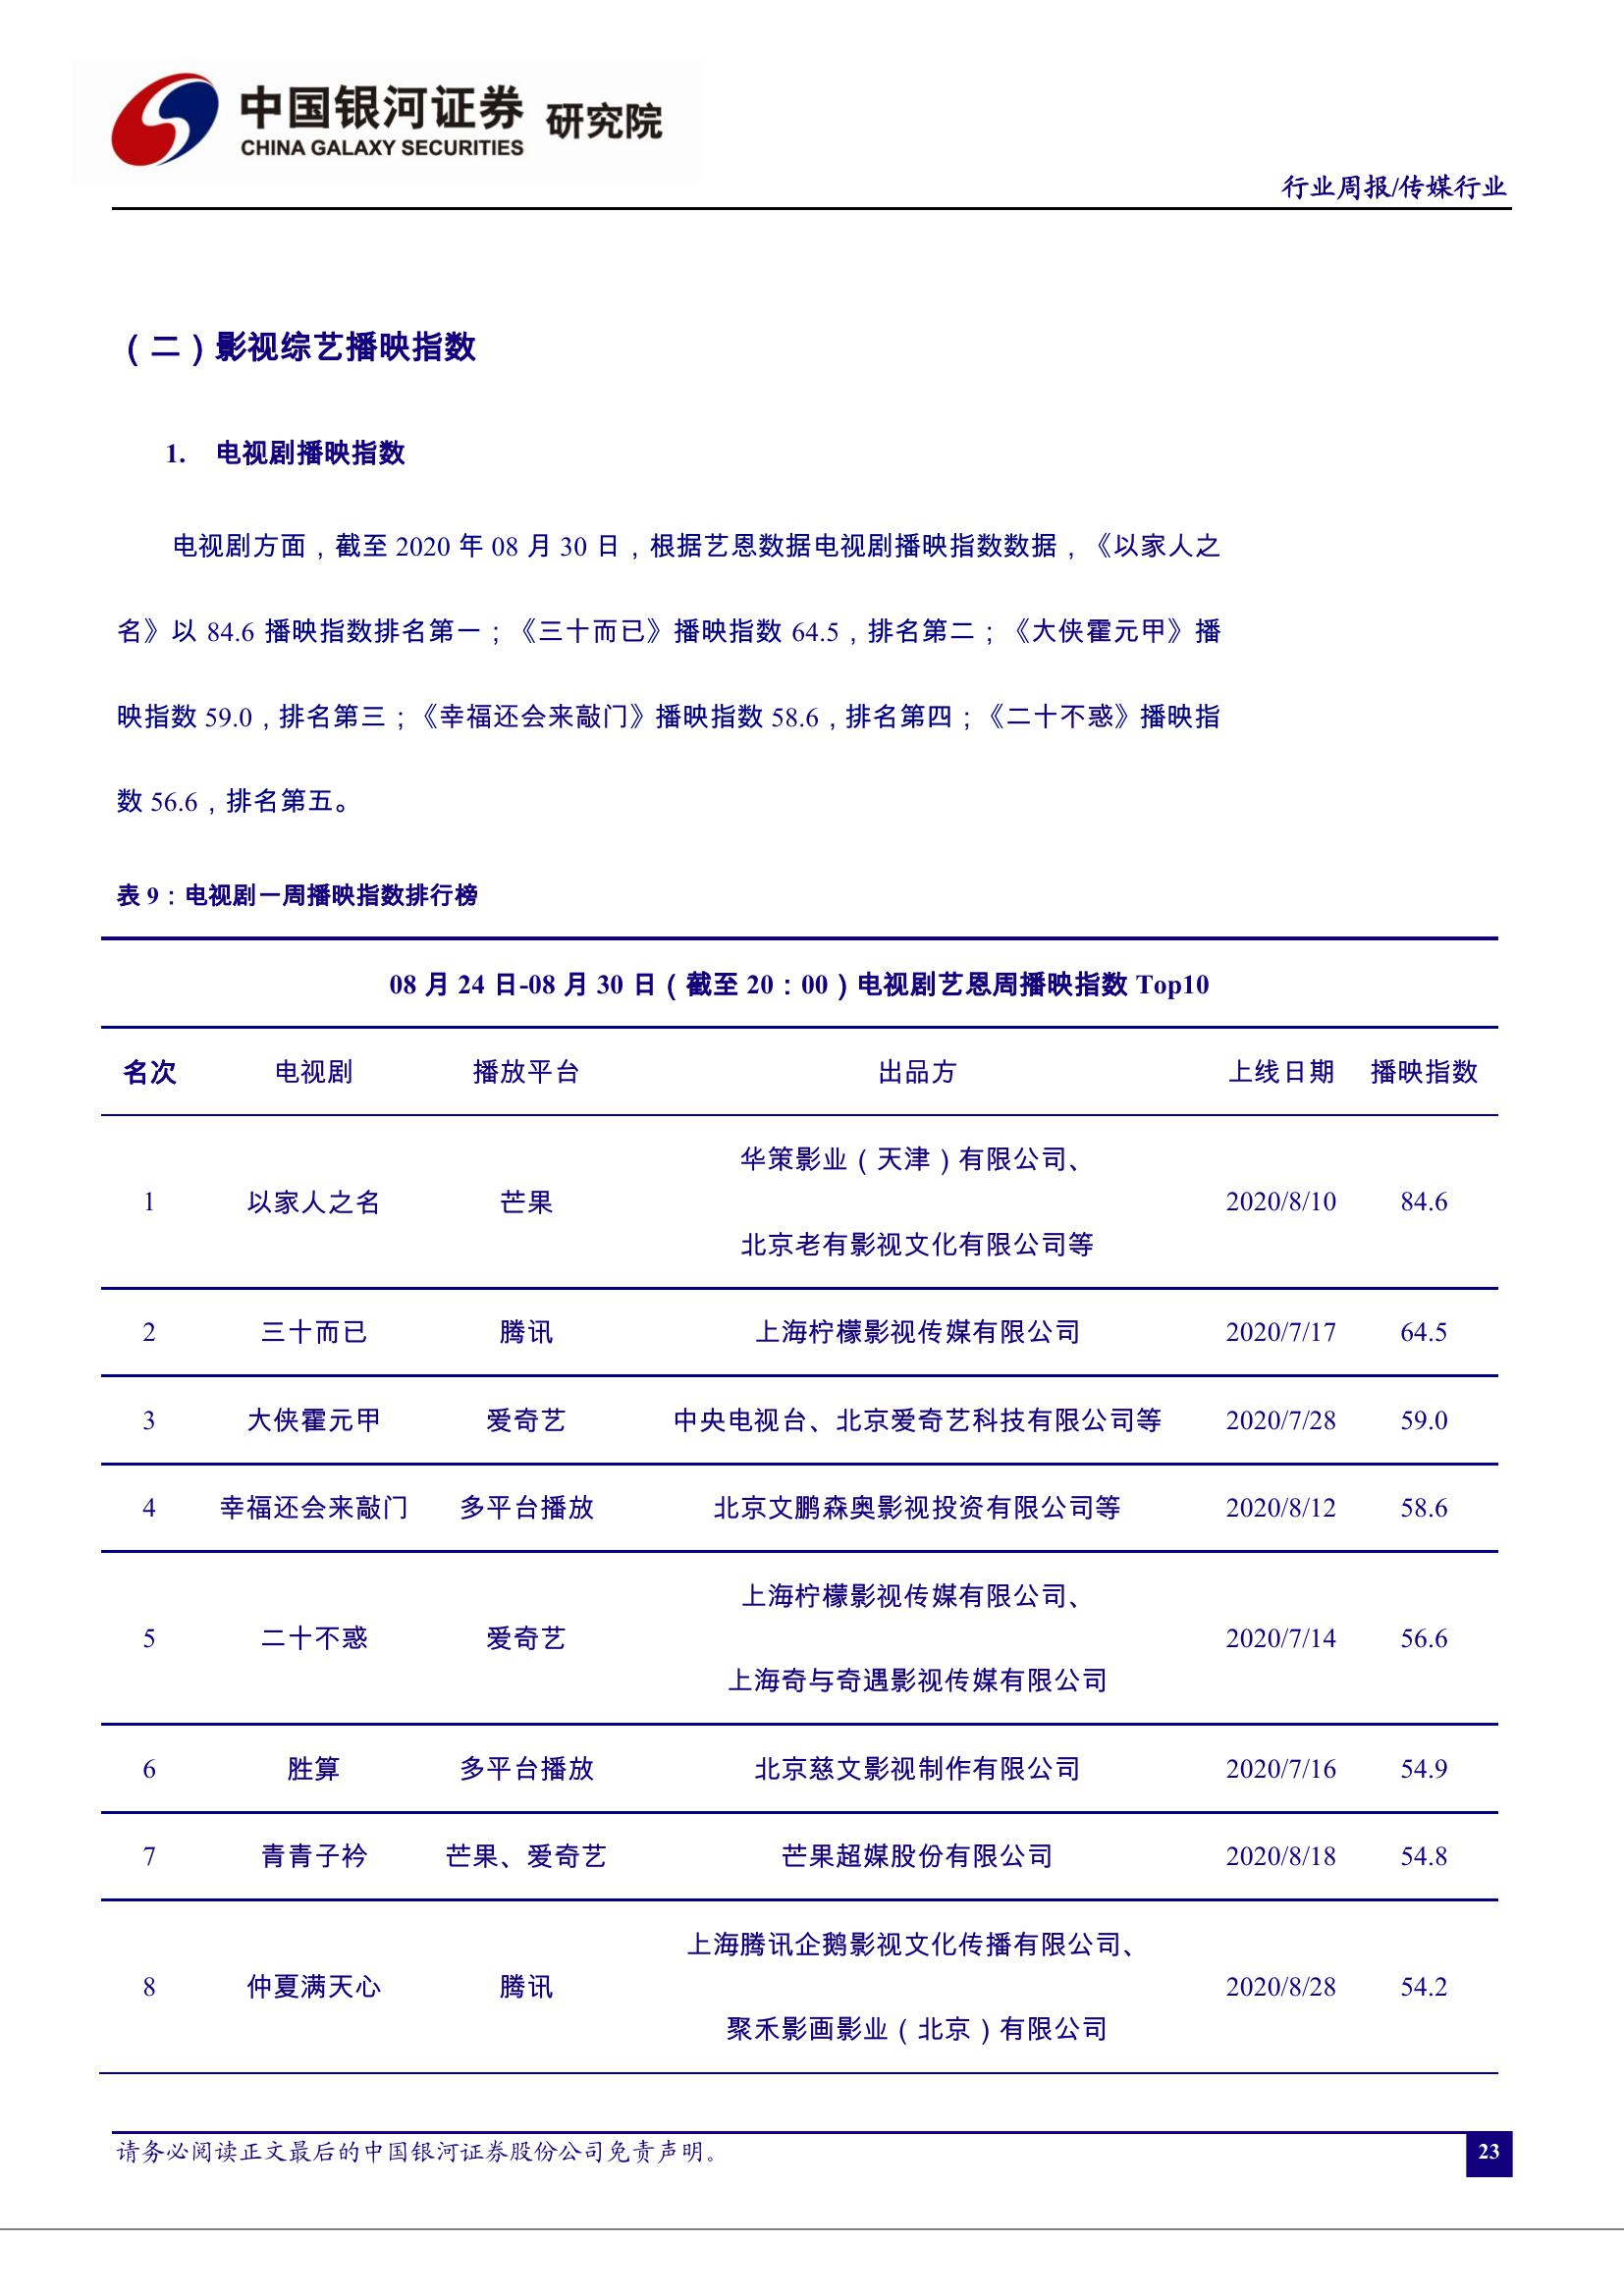 中国银河证券 研究院
CHINA GALAXY SECURITIES
行业周报/传媒行业
（二）影视综艺播映指数
1. 电视剧播映指数
电视剧方面，截至 2020 年 08 月 30 日，根据艺恩数据电视剧播映指数数据，《以家人之
名》以 84.6 播映指数排名第一；《三十而已》播映指数 64.5，排名第二；《大侠霍元甲》播
映指数 59.0，排名第三；《幸福还会来敲门》播映指数 58.6，排名第四；《二十不惑》播映指
数 56.6，排名第五。
表 9：电视剧一周播映指数排行榜
08 月 24 日-08 月 30 日（截至 20：00）电视剧艺恩周播映指数 Top10
名次 电视剧 播放平台 出品方 上线日期 播映指数
华策影业（天津）有限公司、
1 以家人之名 芒果 2020/8/10 84.6
北京老有影视文化有限公司等
2 三十而已 腾讯 上海柠檬影视传媒有限公司 2020/7/17 64.5
3 大侠霍元甲 爱奇艺 中央电视台、北京爱奇艺科技有限公司等 2020/7/28 59.0
4 幸福还会来敲门 多平台播放 北京文鹏森奥影视投资有限公司等 2020/8/12 58.6
上海柠檬影视传媒有限公司、
5 二十不惑 爱奇艺 2020/7/14 56.6
上海奇与奇遇影视传媒有限公司
6 胜算 多平台播放 北京慈文影视制作有限公司 2020/7/16 54.9
7 青青子衿 芒果、爱奇艺 芒果超媒股份有限公司 2020/8/18 54.8
上海腾讯企鹅影视文化传播有限公司、
8 仲夏满天心 腾讯 2020/8/28 54.2
聚禾影画影业（北京）有限公司
请务必阅读正文最后的中国银河证券股份公司免责声明。
23